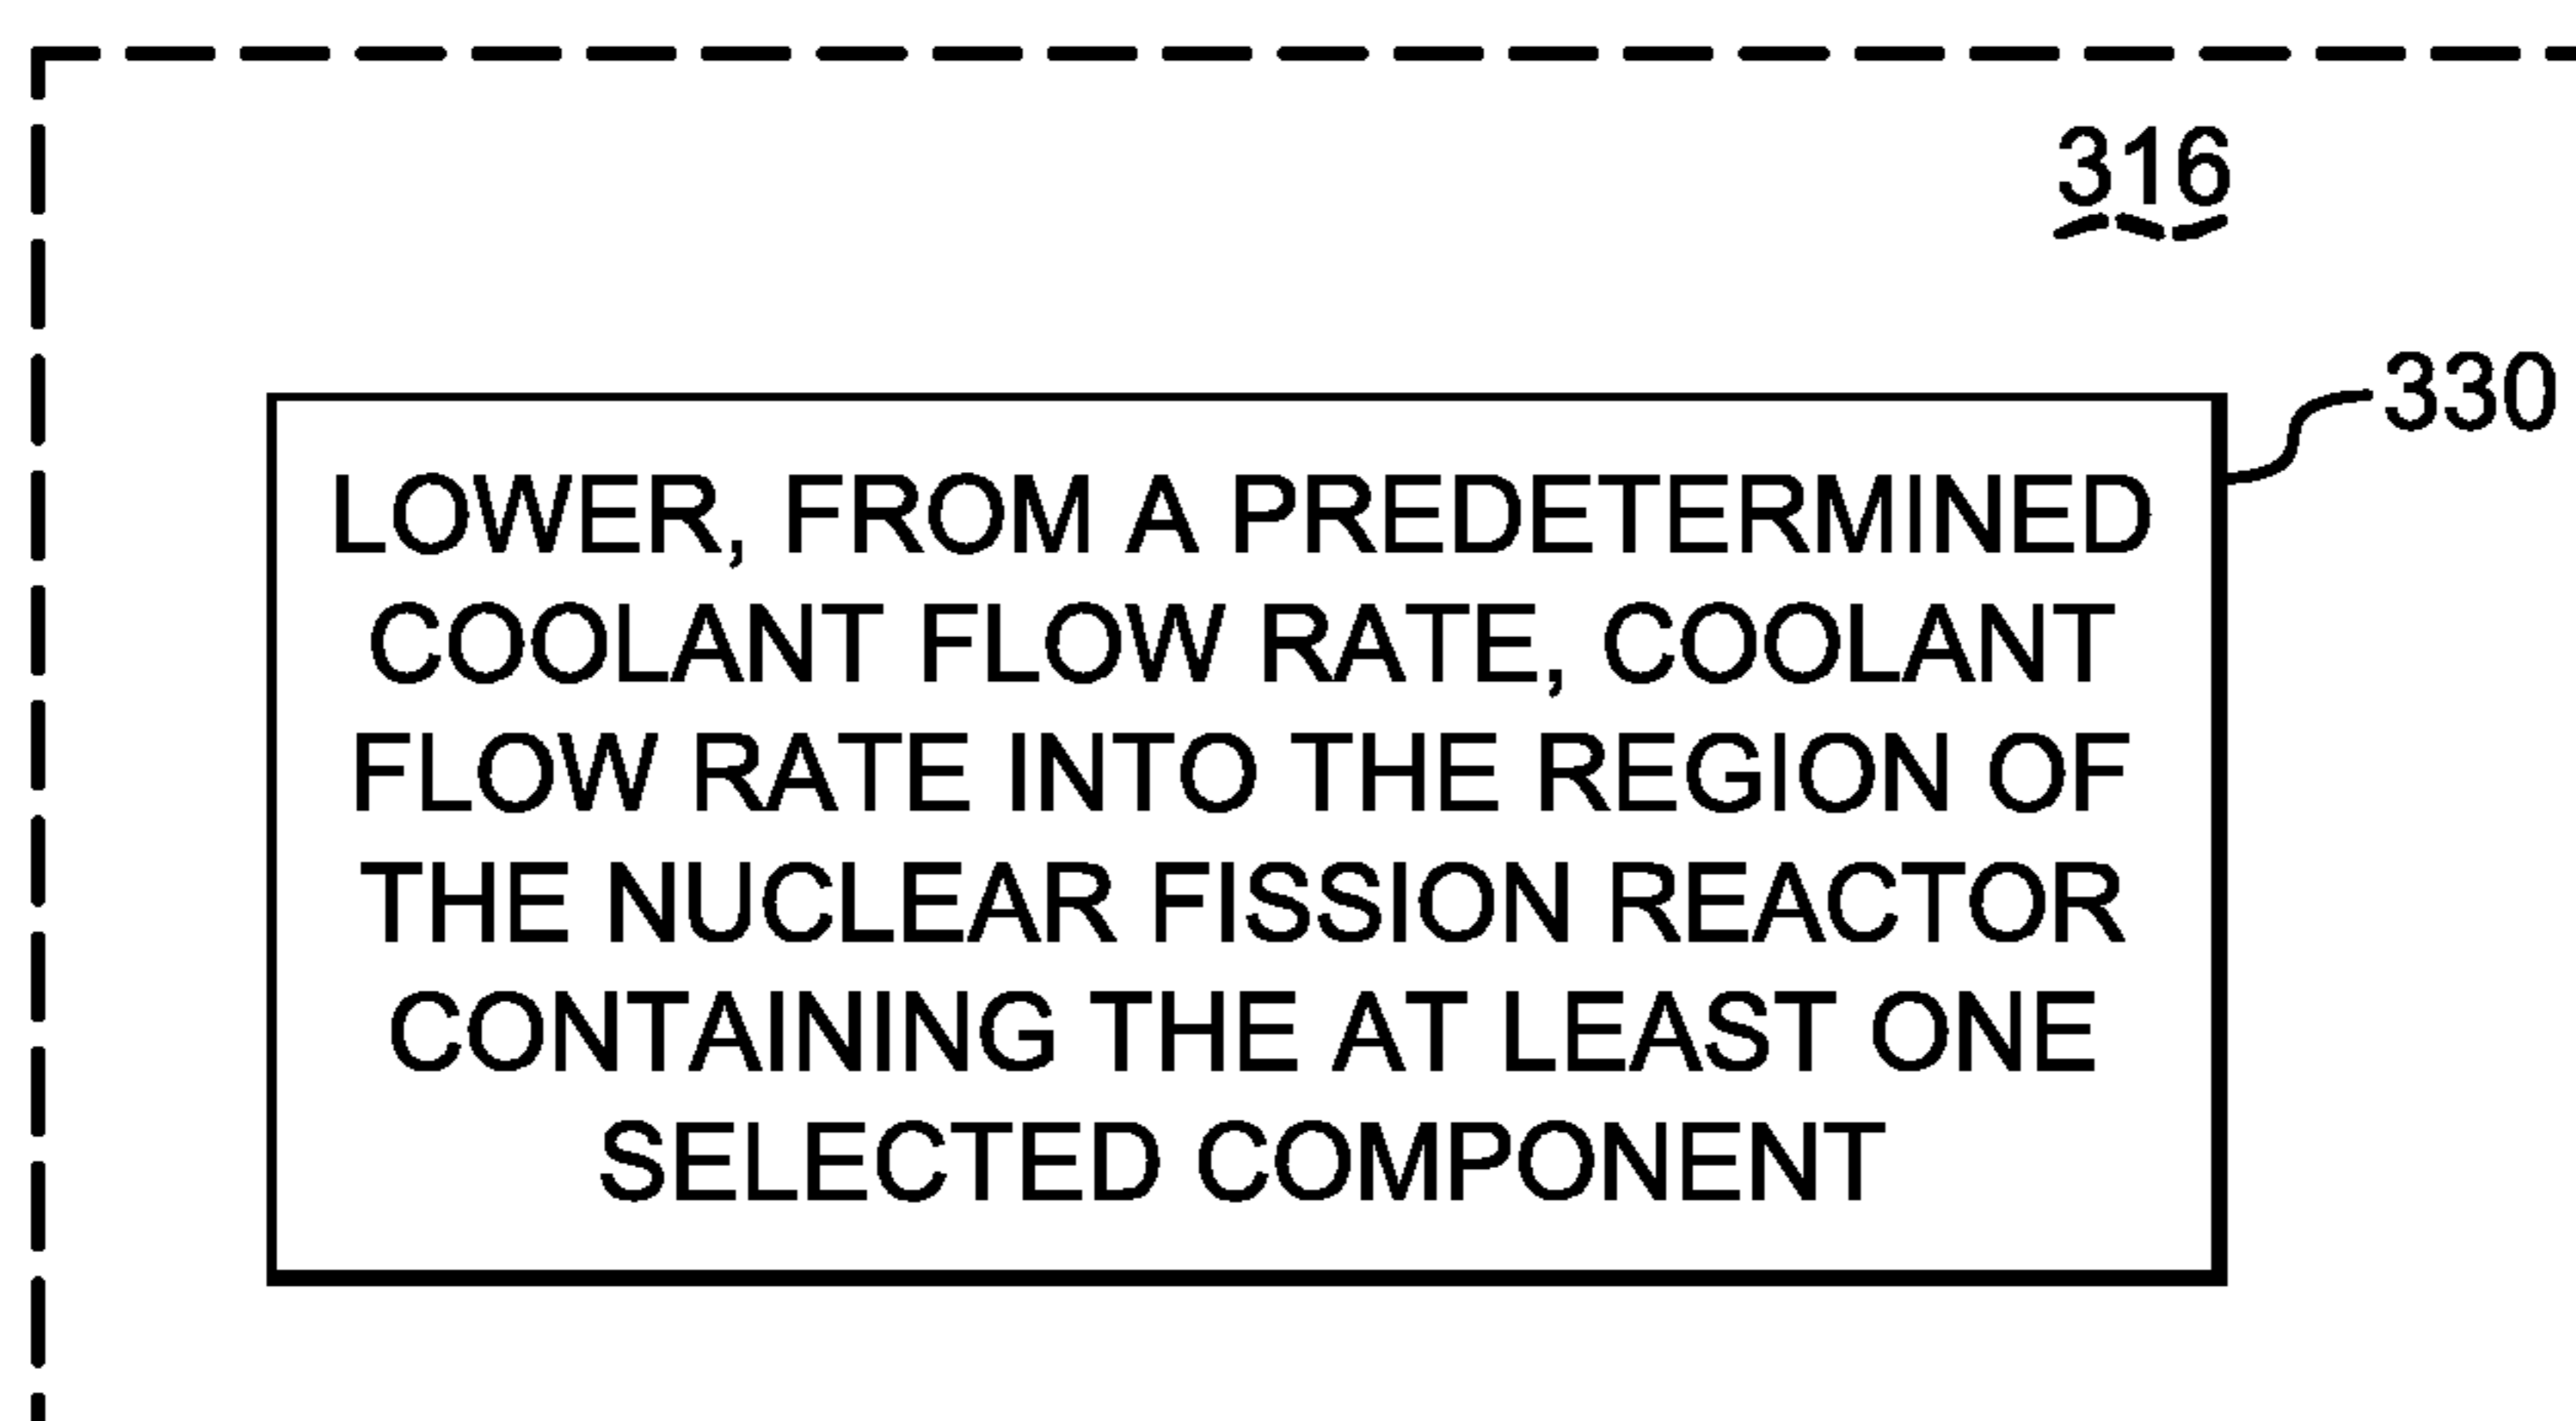 316
330
LOWER, FROM A PREDETERMINED
COOLANT FLOW RATE, COOLANT
FLOW RATE INTO THE REGION OF
THE NUCLEAR FISSION REACTOR
CONTAINING THE AT LEAST ONE
SELECTED COMPONENT